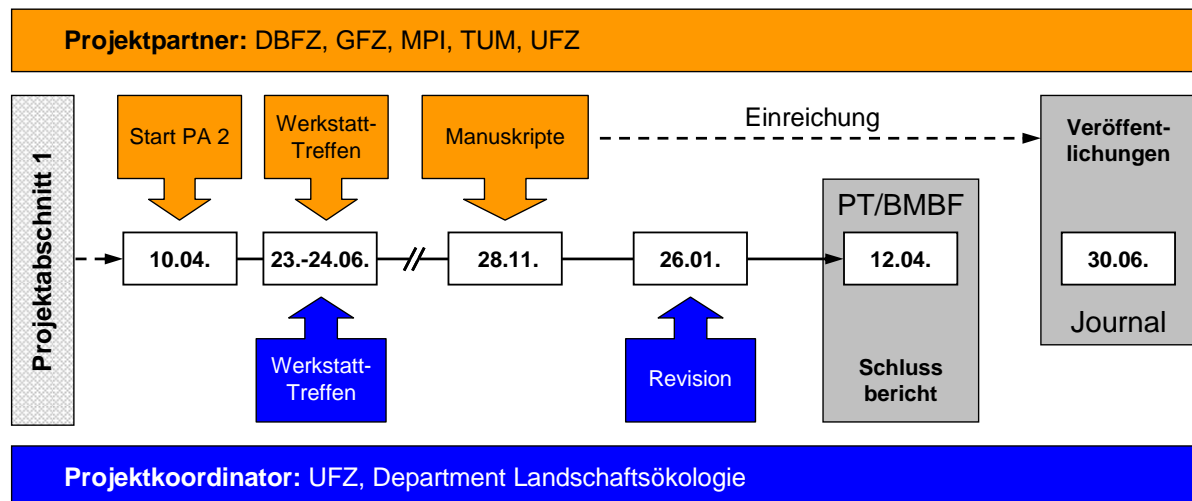 Projektpartner: DBFZ, GFZ, MPI, TUM, UFZ
Projektabschnitt 1
Start PA 2
Werkstatt-
Treffen
Manuskripte
Einreichung
Veröffent-
lichungen
PT/BMBF
10.04.
23.-24.06.
28.11.
26.01.
12.04.
30.06.
Journal
Werkstatt-
Treffen
Revision
Schluss
bericht
Projektkoordinator: UFZ, Department Landschaftsökologie